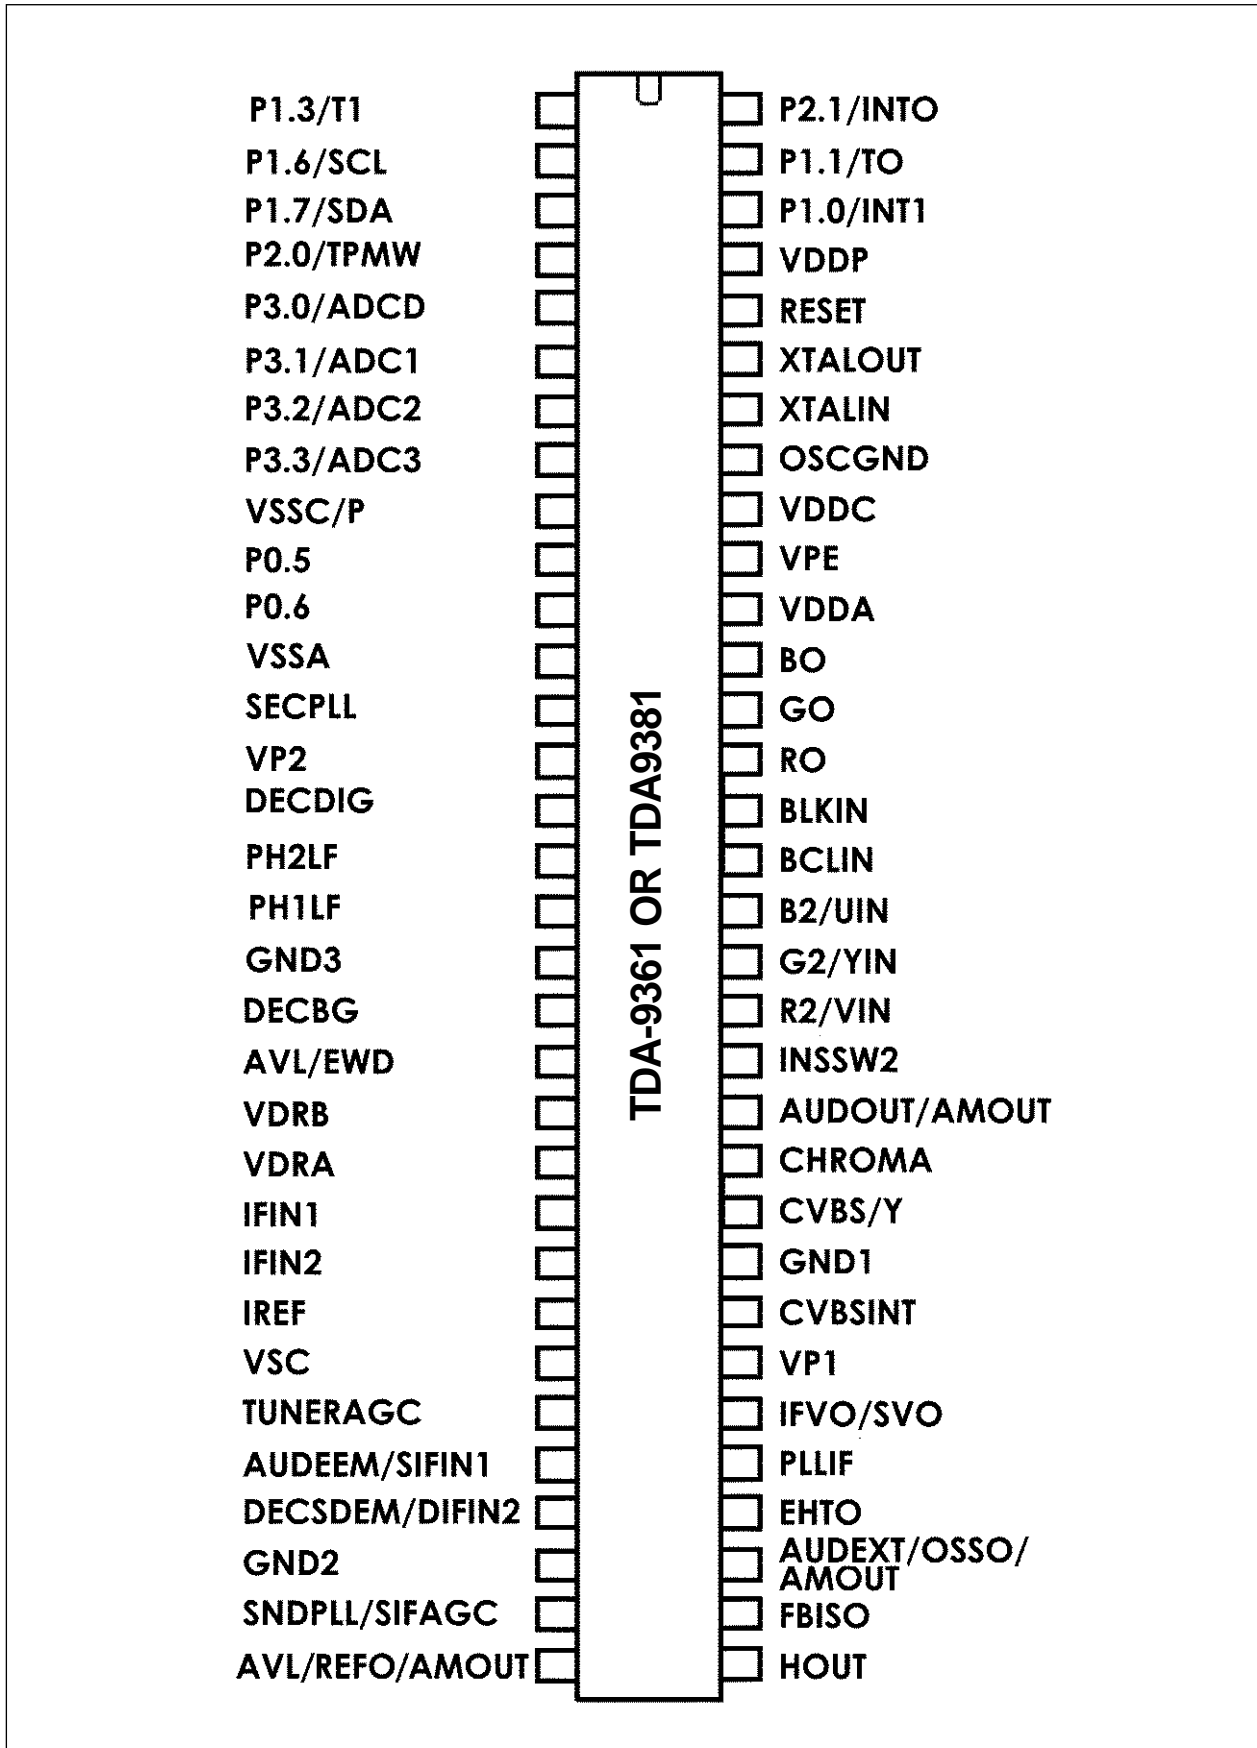 P1.3/T1
P1.6/SCL
P1.7/SDA
P2.0/TPMW
P3.0/ADCD
P3.1/ADC1
P3.2/ADC2
P3.3/ADC3
VSSC/P
P0.5
P0.6
VSSA
SECPLL
VP2
DECDIG
PH2LF
PH1LF
GND3
DECBG
AVL/EWD
VDRB
VDRA
IFIN1
IFIN2
IREF
VSC
TUNERAGC
AUDEEM/SIFIN1
DECSDEM/DIFIN2
GND2
SNDPLL/SIFAGC
AVL/REFO/AMOUT
TDA-9361 OR TDA9381
P2.1/INTO
P1.1/TO
P1.0/INT1
VDDP
RESET
XTALOUT
XTALIN
OSCGND
VDDC
VPE
VDDA
BO
GO
RO
BLKIN
BCLIN
B2/UIN
G2/YIN
R2/VIN
INSSW2
AUDOUT/AMOUT
CHROMA
CVBS/Y
GND1
CVBSINT
VP1
IFVO/SVO
PLLIF
EHTO
AUDEXT/OSSO/
AMOUT
FBISO
HOUT